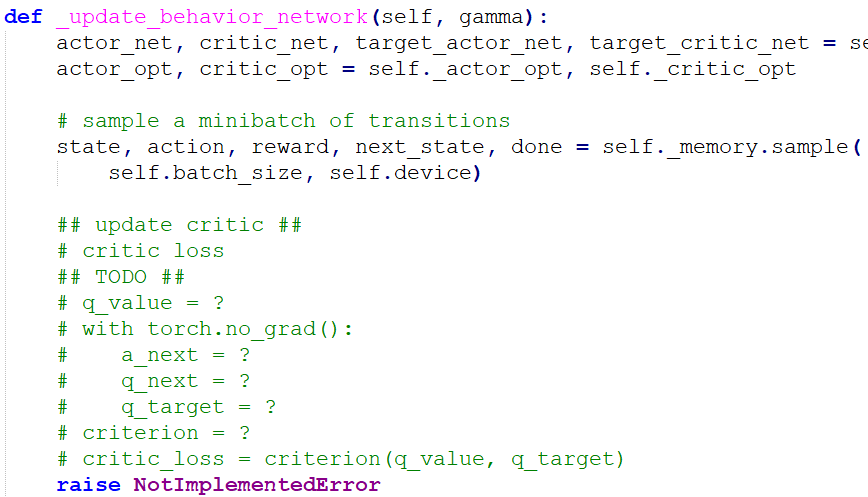 def _update_behavior_network(self, gamma):
    actor_net, critic_net, target_actor_net, target_critic_net = se
    actor_opt, critic_opt = self._actor_opt, self._critic_opt
    # sample a minibatch of transitions
    state, action, reward, next_state, done = self._memory.sample(
        self.batch_size, self.device)
    ## update critic ##
    # critic loss
    ## TODO ##
    # q_value = ?
    # with torch.no_grad():
    #    a_next = ?
    #    q_next = ?
    #    q_target = ?
    # criterion = ?
    # critic_loss = criterion(q_value, q_target)
    raise NotImplementedError